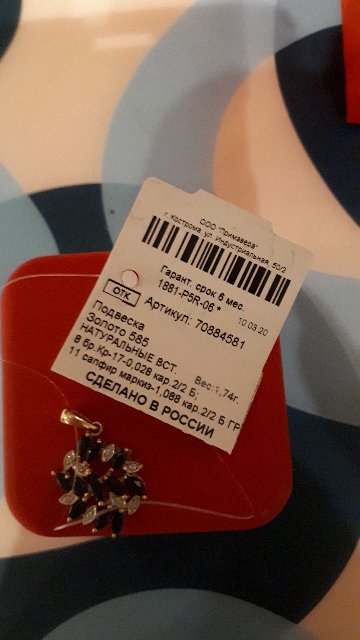 ООО "Примавера"
г. Кострома, ул. Индустриальная, 50/2
Гарант. срок 6 мес.
1881-P5R-06 * 10.03.20
ОТК Артикул: 70884581
Подвеска
Золото 585 Вес:1,74г.
НАТУРАЛЬНЫЕ ВСТ.
8 бр.Кр-17-0,028 кар.2/2 Б;
11 сапфир маркиз-1,088 кар.2/2 Б ГР
СДЕЛАНО В РОССИИ